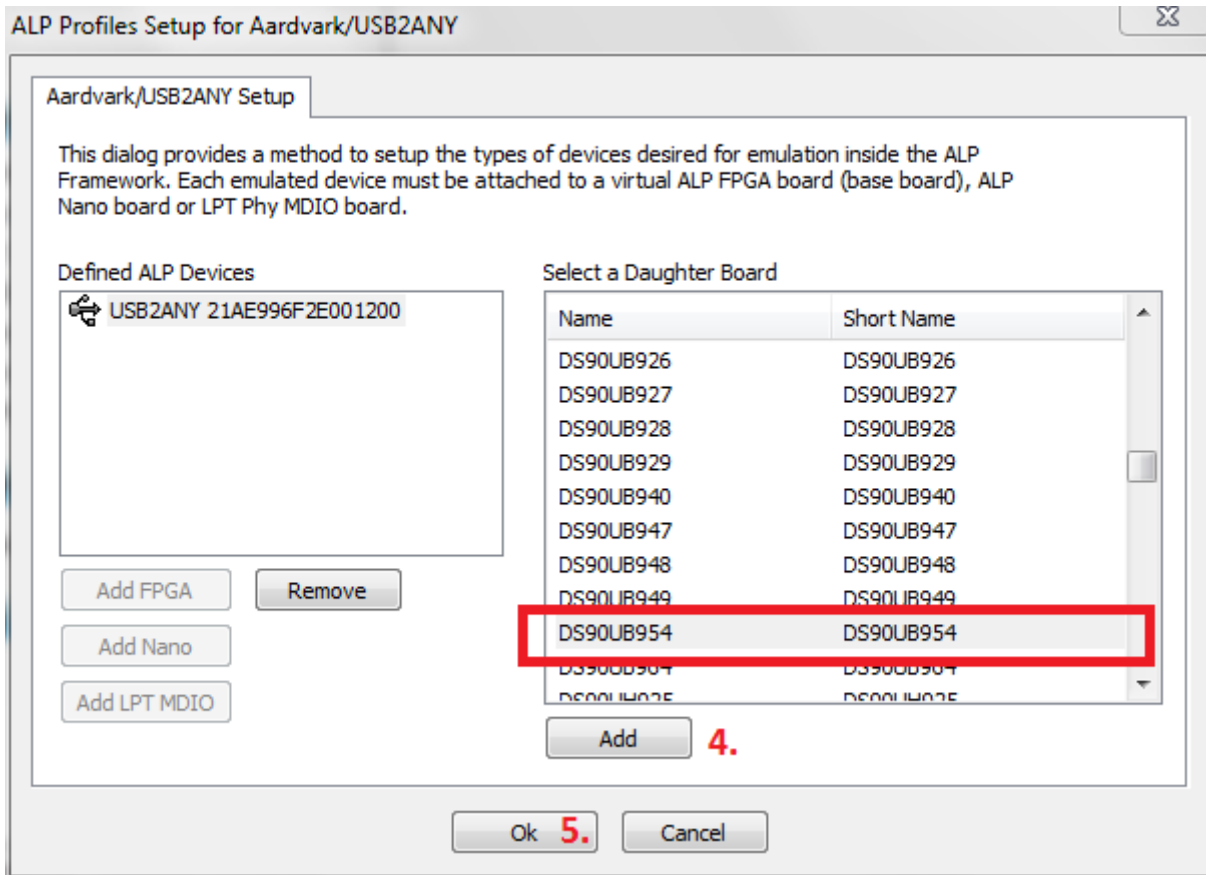 ALP Profiles Setup for Aardvark/USB2ANY
Aardvark/USB2ANY Setup
This dialog provides a method to setup the types of devices desired for emulation inside the ALP
Framework. Each emulated device must be attached to a virtual ALP FPGA board (base board), ALP
Nano board or LPT Phy MDIO board.
Defined ALP Devices
USB2ANY 21AE996F2E001200
Add FPGA
Remove
Add Nano
Add LPT MDIO
Select a Daughter Board
Name Short Name
DS90UB926 DS90UB926
DS90UB927 DS90UB927
DS90UB928 DS90UB928
DS90UB929 DS90UB929
DS90UB940 DS90UB940
DS90UB947 DS90UB947
DS90UB948 DS90UB948
DS90UB949 DS90UB949
DS90UB954 DS90UB954
DS90UB964 DS90UB964
DS90UH925 DS90UH925
Add 4.
Ok 5.
Cancel